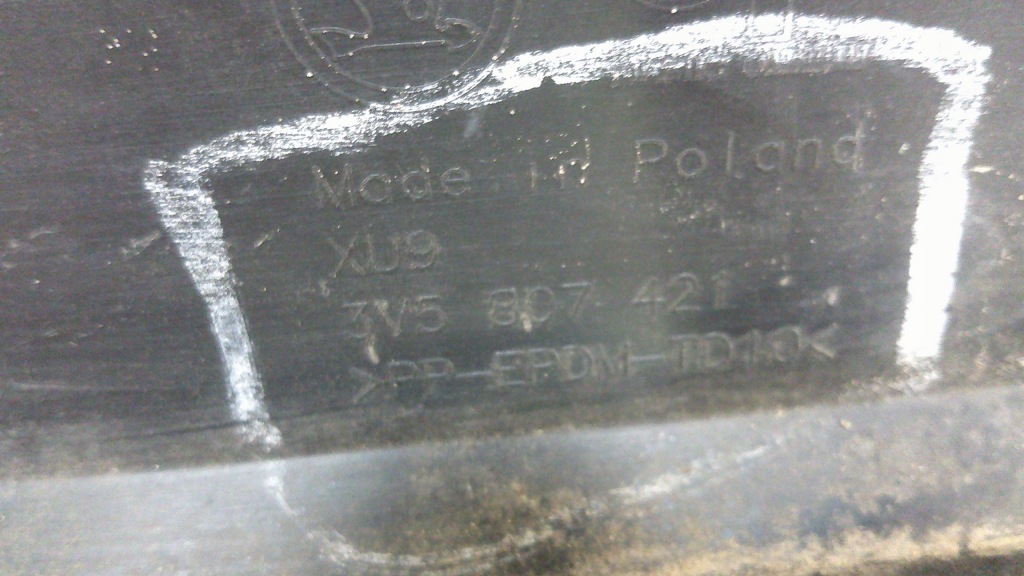 Made in Poland
XU9
3V5 807 421
>PP-EPDM-TD10<